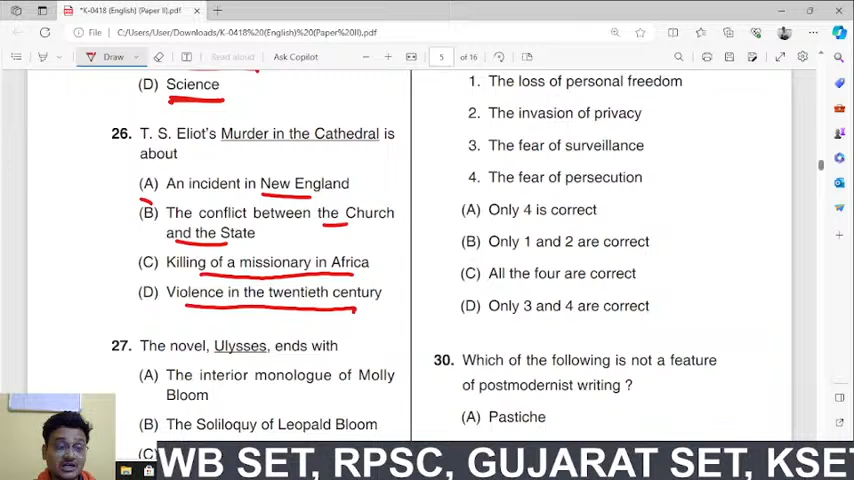 *K-0418 (English) (Paper II).pdf
File
C:/Users/User/Downloads/K-0418%20(English)%20(Paper%20II).pdf
Draw
Read aloud
5
of 16
Ask Copilot
(D) Science
26. T. S. Eliot's Murder in the Cathedral is
about
(A) An incident in New England
(B) The conflict between the Church
and the State
(C) Killing of a missionary in Africa
(D) Violence in the twentieth century
27. The novel, Ulysses, ends with
(A) The interior monologue of Molly
Bloom
(B) The Soliloquy of Leopald Bloom
(C)
1. The loss of personal freedom
2. The invasion of privacy
3. The fear of surveillance
4. The fear of persecution
(A) Only 4 is correct
(B) Only 1 and 2 are correct
(C) All the four are correct
(D) Only 3 and 4 are correct
30. Which of the following is not a feature
of postmodernist writing ?
(A) Pastiche
WB SET, RPSC, GUJARAT SET, KSET